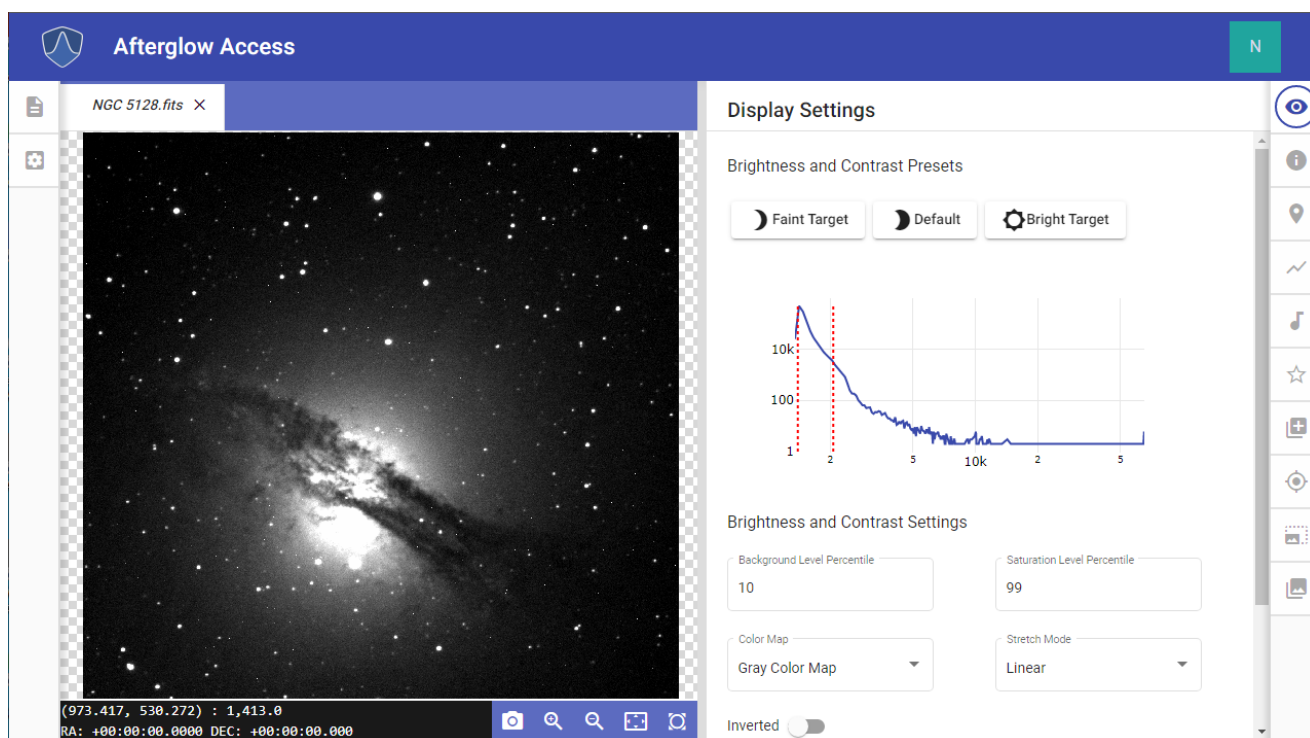 Afterglow Access
N
NGC 5128.fits
Display Settings
Brightness and Contrast Presets
Faint Target
Default
Bright Target
10k
100
1
2
5
10k
2
5
Brightness and Contrast Settings
Background Level Percentile
10
Saturation Level Percentile
99
Color Map
Gray Color Map
Stretch Mode
Linear
Inverted
(973.417, 530.272) : 1,413.0
RA: +00:00:00.0000 DEC: +00:00:00.000